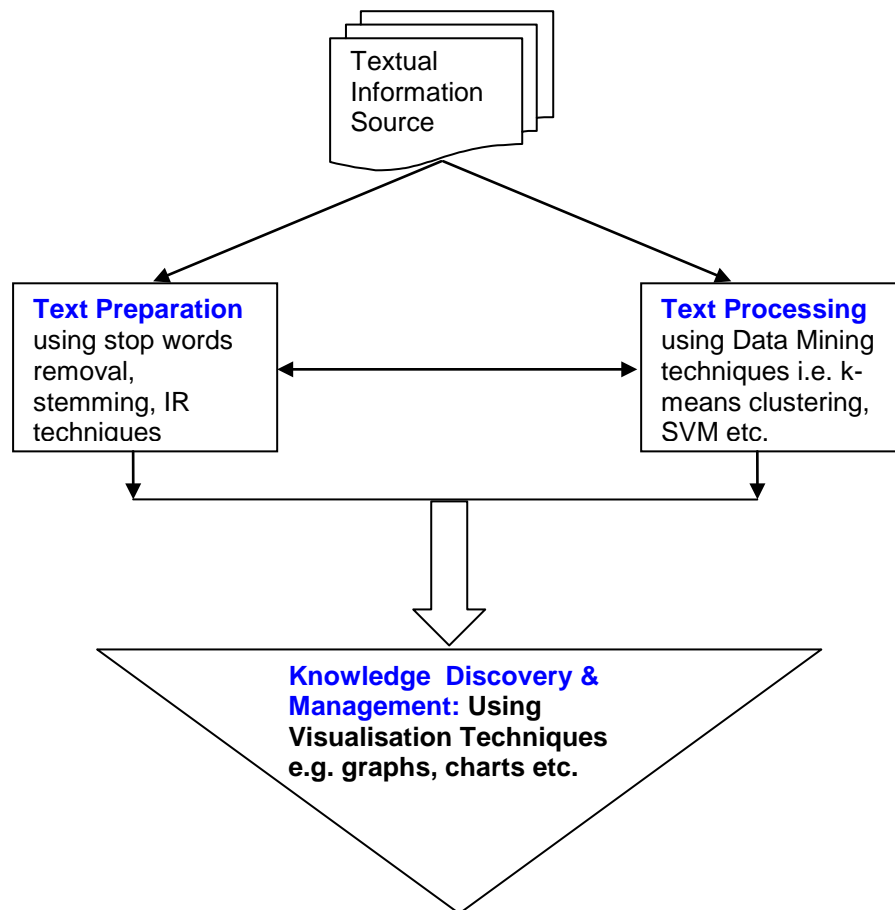 Textual
Information
Source
Text Preparation
using stop words
removal,
stemming, IR
techniques
Text Processing
using Data Mining
techniques i.e. k-
means clustering,
SVM etc.
Knowledge Discovery &
Management: Using
Visualisation Techniques
e.g. graphs, charts etc.